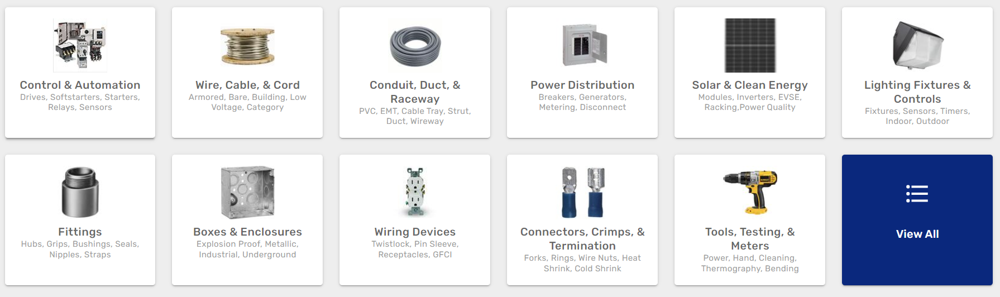 Control & Automation
Drives, Softstarters, Starters,
Relays, Sensors
Wire, Cable, & Cord
Armored, Bare, Building, Low
Voltage, Category
Conduit, Duct, &
Raceway
PVC, EMT, Cable Tray, Strut,
Duct, Wireway
Power Distribution
Breakers, Generators,
Metering, Disconnect
Solar & Clean Energy
Modules, Inverters, EVSE,
Racking,Power Quality
Lighting Fixtures &
Controls
Fixtures, Sensors, Timers,
Indoor, Outdoor
Fittings
Hubs, Grips, Bushings, Seals,
Nipples, Straps
Boxes & Enclosures
Explosion Proof, Metallic,
Industrial, Underground
Wiring Devices
Twistlock, Pin Sleeve,
Receptacles, GFCI
Connectors, Crimps, &
Termination
Forks, Rings, Wire Nuts, Heat
Shrink, Cold Shrink
Tools, Testing, &
Meters
Power, Hand, Cleaning,
Thermography, Bending
View All